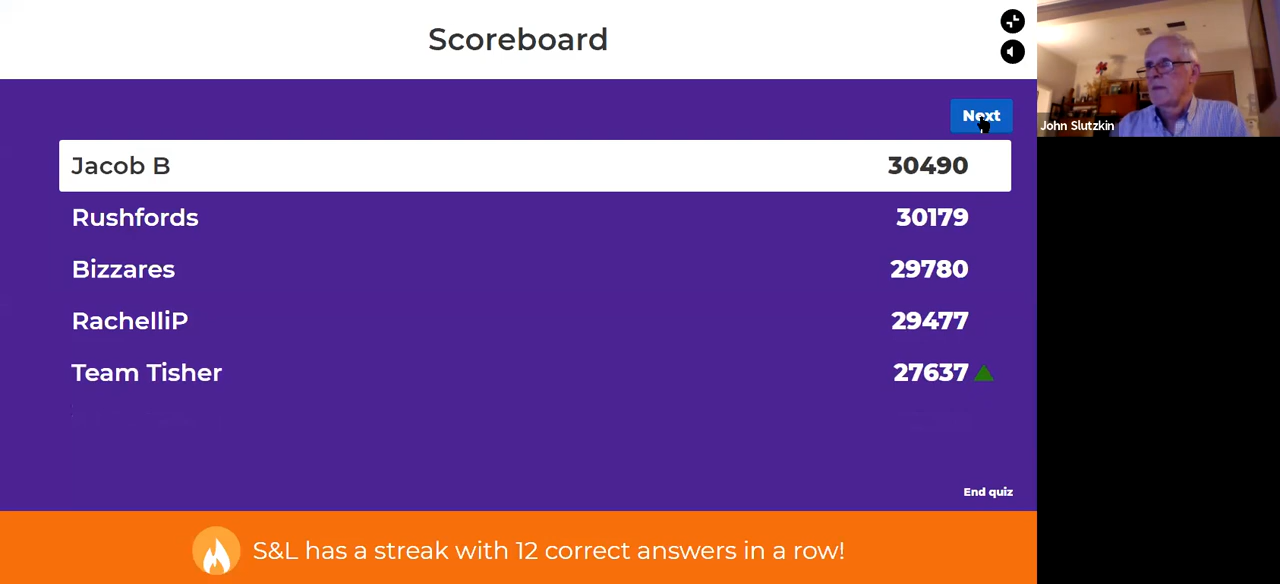 Scoreboard
Next
Jacob B 30490
Rushfords 30179
Bizzares 29780
RachelliP 29477
Team Tisher 27637
End quiz
S&L has a streak with 12 correct answers in a row!
John Slutzkin